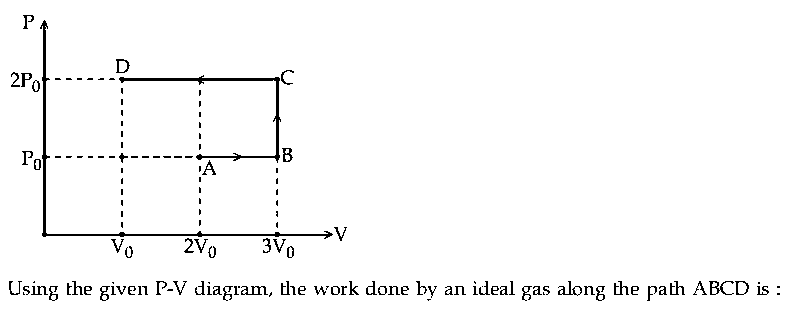 P
D
2P₀
C
P₀
A
B
V₀ 2V₀ 3V₀
V
Using the given P-V diagram, the work done by an ideal gas along the path ABCD is :